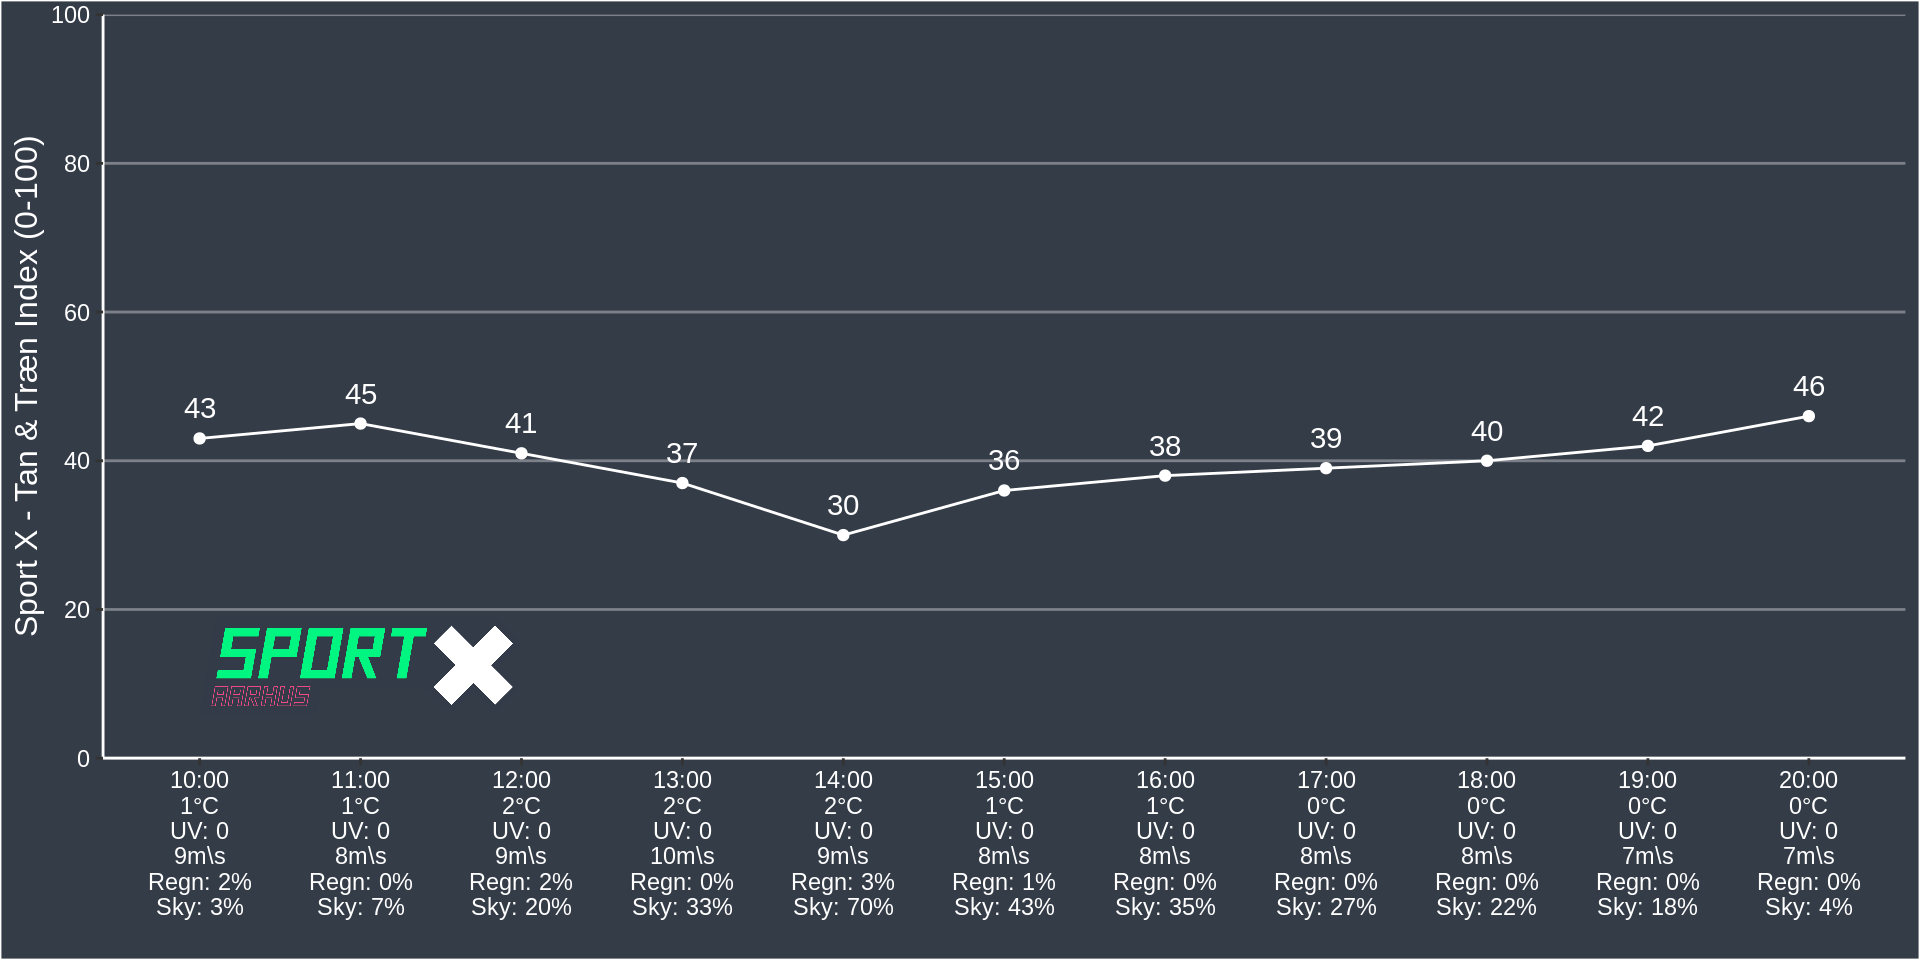 Sport X - Tan & Træn Index (0-100)
100
80
60
40
20
0
43
45
41
37
30
36
38
39
40
42
46
SPORT X
AARHUS
10:00 11:00 12:00 13:00 14:00 15:00 16:00 17:00 18:00 19:00 20:00
1°C 1°C 2°C 2°C 2°C 1°C 1°C 0°C 0°C 0°C 0°C
UV: 0 UV: 0 UV: 0 UV: 0 UV: 0 UV: 0 UV: 0 UV: 0 UV: 0 UV: 0 UV: 0
9m\s 8m\s 9m\s 10m\s 9m\s 8m\s 8m\s 8m\s 8m\s 7m\s 7m\s
Regn: 2% Regn: 0% Regn: 2% Regn: 0% Regn: 3% Regn: 1% Regn: 0% Regn: 0% Regn: 0% Regn: 0% Regn: 0%
Sky: 3% Sky: 7% Sky: 20% Sky: 33% Sky: 70% Sky: 43% Sky: 35% Sky: 27% Sky: 22% Sky: 18% Sky: 4%